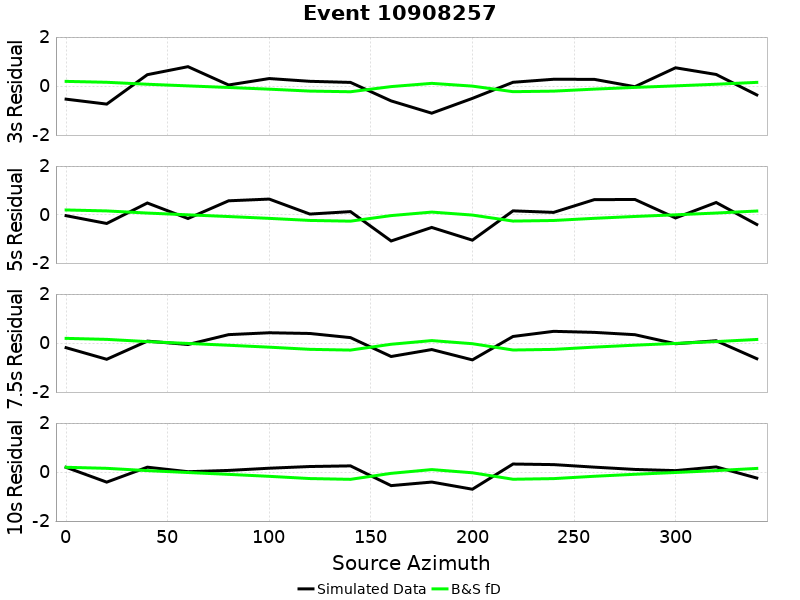 Event 10908257
3s Residual
2
0
-2
5s Residual
2
0
-2
7.5s Residual
2
0
-2
10s Residual
2
0
-2
0 50 100 150 200 250 300
Source Azimuth
Simulated Data B&S fD